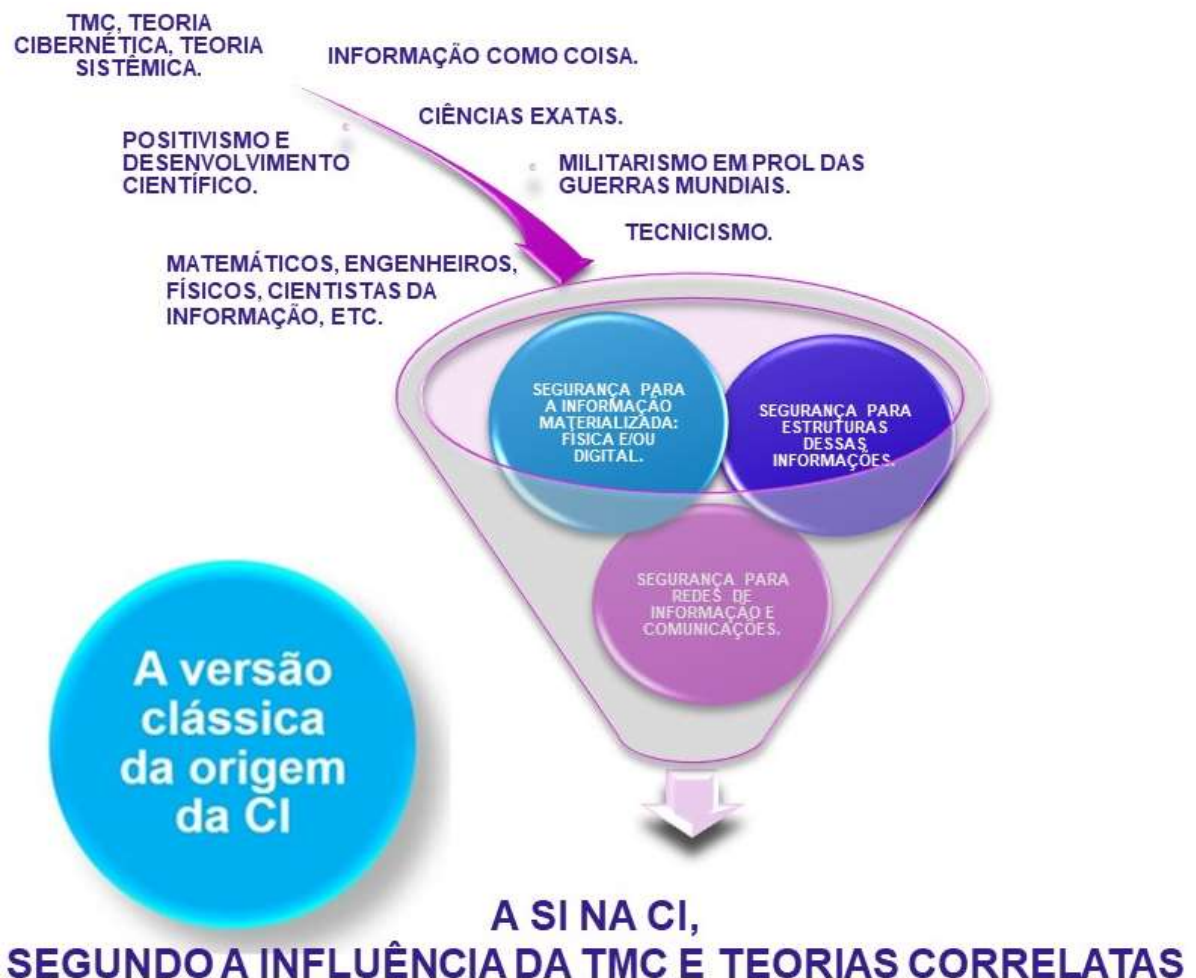 TMC, TEORIA
CIBERNÉTICA, TEORIA
SISTÊMICA.
INFORMAÇÃO COMO COISA.
CIÊNCIAS EXATAS.
POSITIVISMO E
DESENVOLVIMENTO
CIENTÍFICO.
MILITARISMO EM PROL DAS
GUERRAS MUNDIAIS.
TECNICISMO.
MATEMÁTICOS, ENGENHEIROS,
FÍSICOS, CIENTISTAS DA
INFORMAÇÃO, ETC.
SEGURANÇA PARA
A INFORMAÇÃO
MATERIALIZADA:
FÍSICA E/OU
DIGITAL.
SEGURANÇA PARA
ESTRUTURAS
DESSAS
INFORMAÇÕES.
SEGURANÇA PARA
REDES DE
INFORMAÇÃO E
COMUNICAÇÕES.
A versão
clássica
da origem
da CI
A SI NA CI,
SEGUNDO A INFLUÊNCIA DA TMC E TEORIAS CORRELATAS